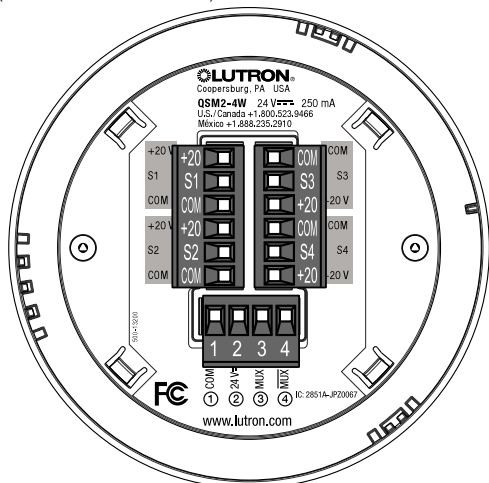 LUTRON®
Coopersburg, PA USA
QSM2-4W 24 V 250 mA
U.S./Canada +1.800.523.9466
México +1.888.235.2910
+20 V +20 COM COM
S1 S1 S3 S3
COM COM +20 -20 V
+20 V +20 COM COM
S2 S2 S4 S4
COM COM +20 -20 V
500-13200
1 2 3 4
COM 24 V MUX MUX
① ② ③ ④
IC: 2851A-JPZ0067
FC
www.lutron.com